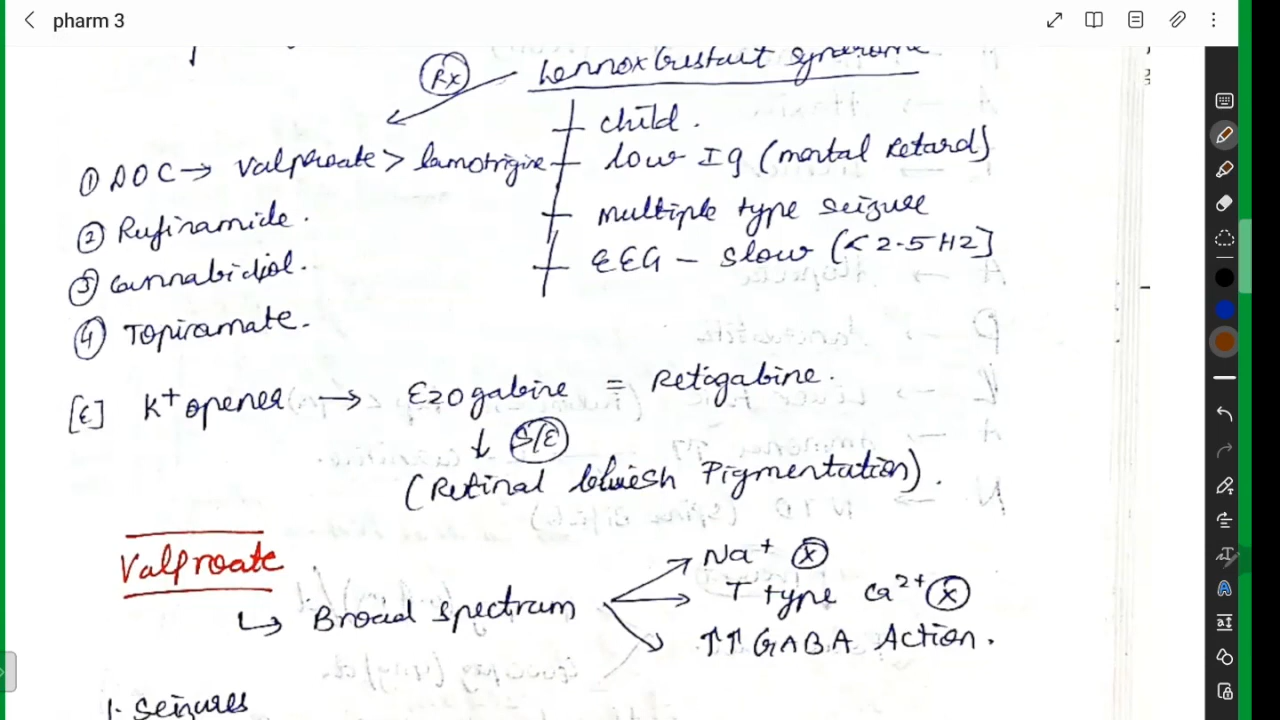 pharm 3
Rx
Lennox Gustaut Syndrome
child.
① DOC → Valproate > lamotrigine
low IQ (mental Retard]
② Rufinamide.
multiple type seizure
③ Cannabidiol.
EEG - slow (< 2.5 HZ]
④ Topiramate.
[E] K+ opener → Ezogabine = Retigabine.
↓ S/E
(Retinal bluish Pigmentation).
Valproate
↳ Broad spectrum
→ Na+ ⓧ
→ T type Ca2+ ⓧ
→ ↑↑ GABA Action.
1. Seizures